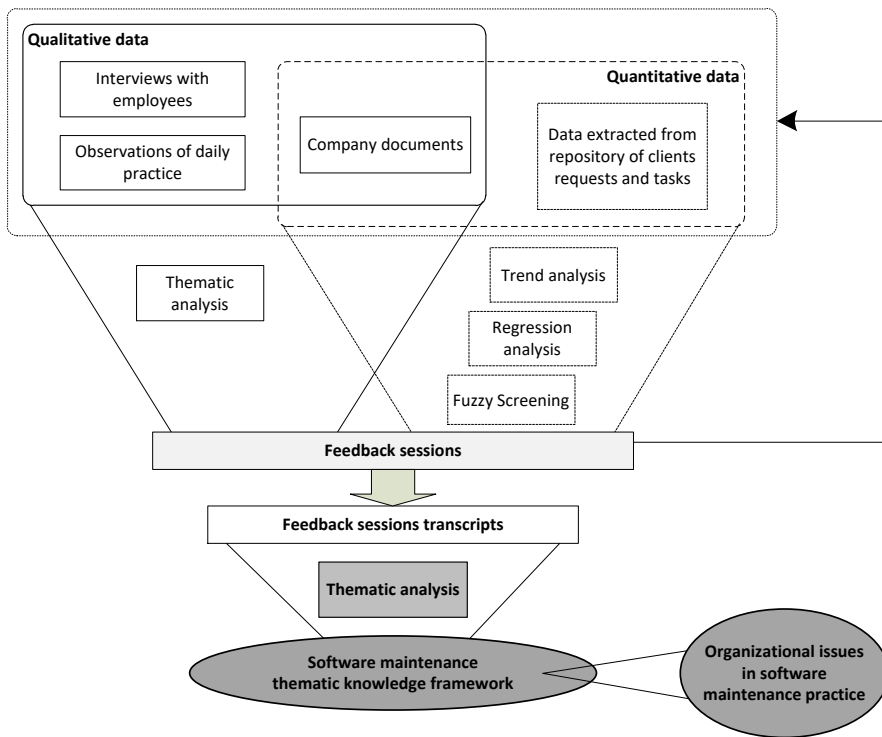 Qualitative data
Interviews with
employees
Observations of daily
practice
Company documents
Quantitative data
Data extracted from
repository of clients
requests and tasks
Thematic
analysis
Trend analysis
Regression
analysis
Fuzzy Screening
Feedback sessions
Feedback sessions transcripts
Thematic analysis
Software maintenance
thematic knowledge framework
Organizational issues
in software
maintenance practice